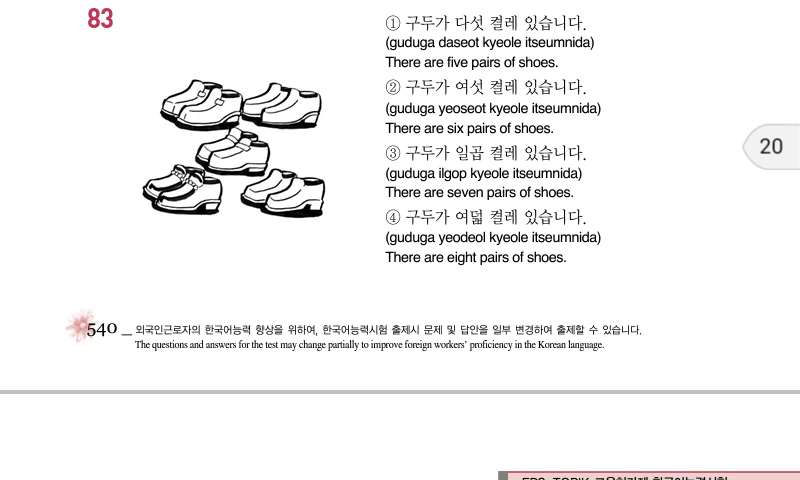 83
① 구두가 다섯 켤레 있습니다.
(guduga daseot kyeole itseumnida)
There are five pairs of shoes.
② 구두가 여섯 켤레 있습니다.
(guduga yeoseot kyeole itseumnida)
There are six pairs of shoes.
③ 구두가 일곱 켤레 있습니다.
(guduga ilgop kyeole itseumnida)
There are seven pairs of shoes.
④ 구두가 여덟 켤레 있습니다.
(guduga yeodeol kyeole itseumnida)
There are eight pairs of shoes.
20
540 _ 외국인근로자의 한국어능력 향상을 위하여, 한국어능력시험 출제시 문제 및 답안을 일부 변경하여 출제할 수 있습니다.
The questions and answers for the test may change partially to improve foreign workers' proficiency in the Korean language.